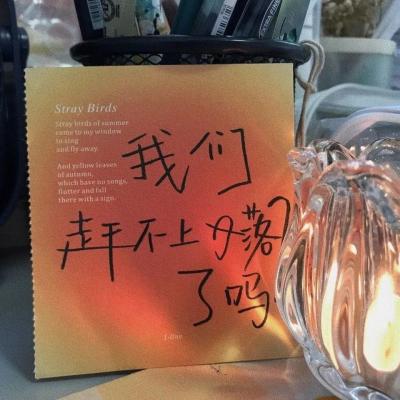 Stray Birds
Stray birds of summer
come to my window
to sing
and fly away.
And yellow leaves
of autumn,
which have no songs,
flutter and fall
there with a sign.
我们
赶不上日落
了吗